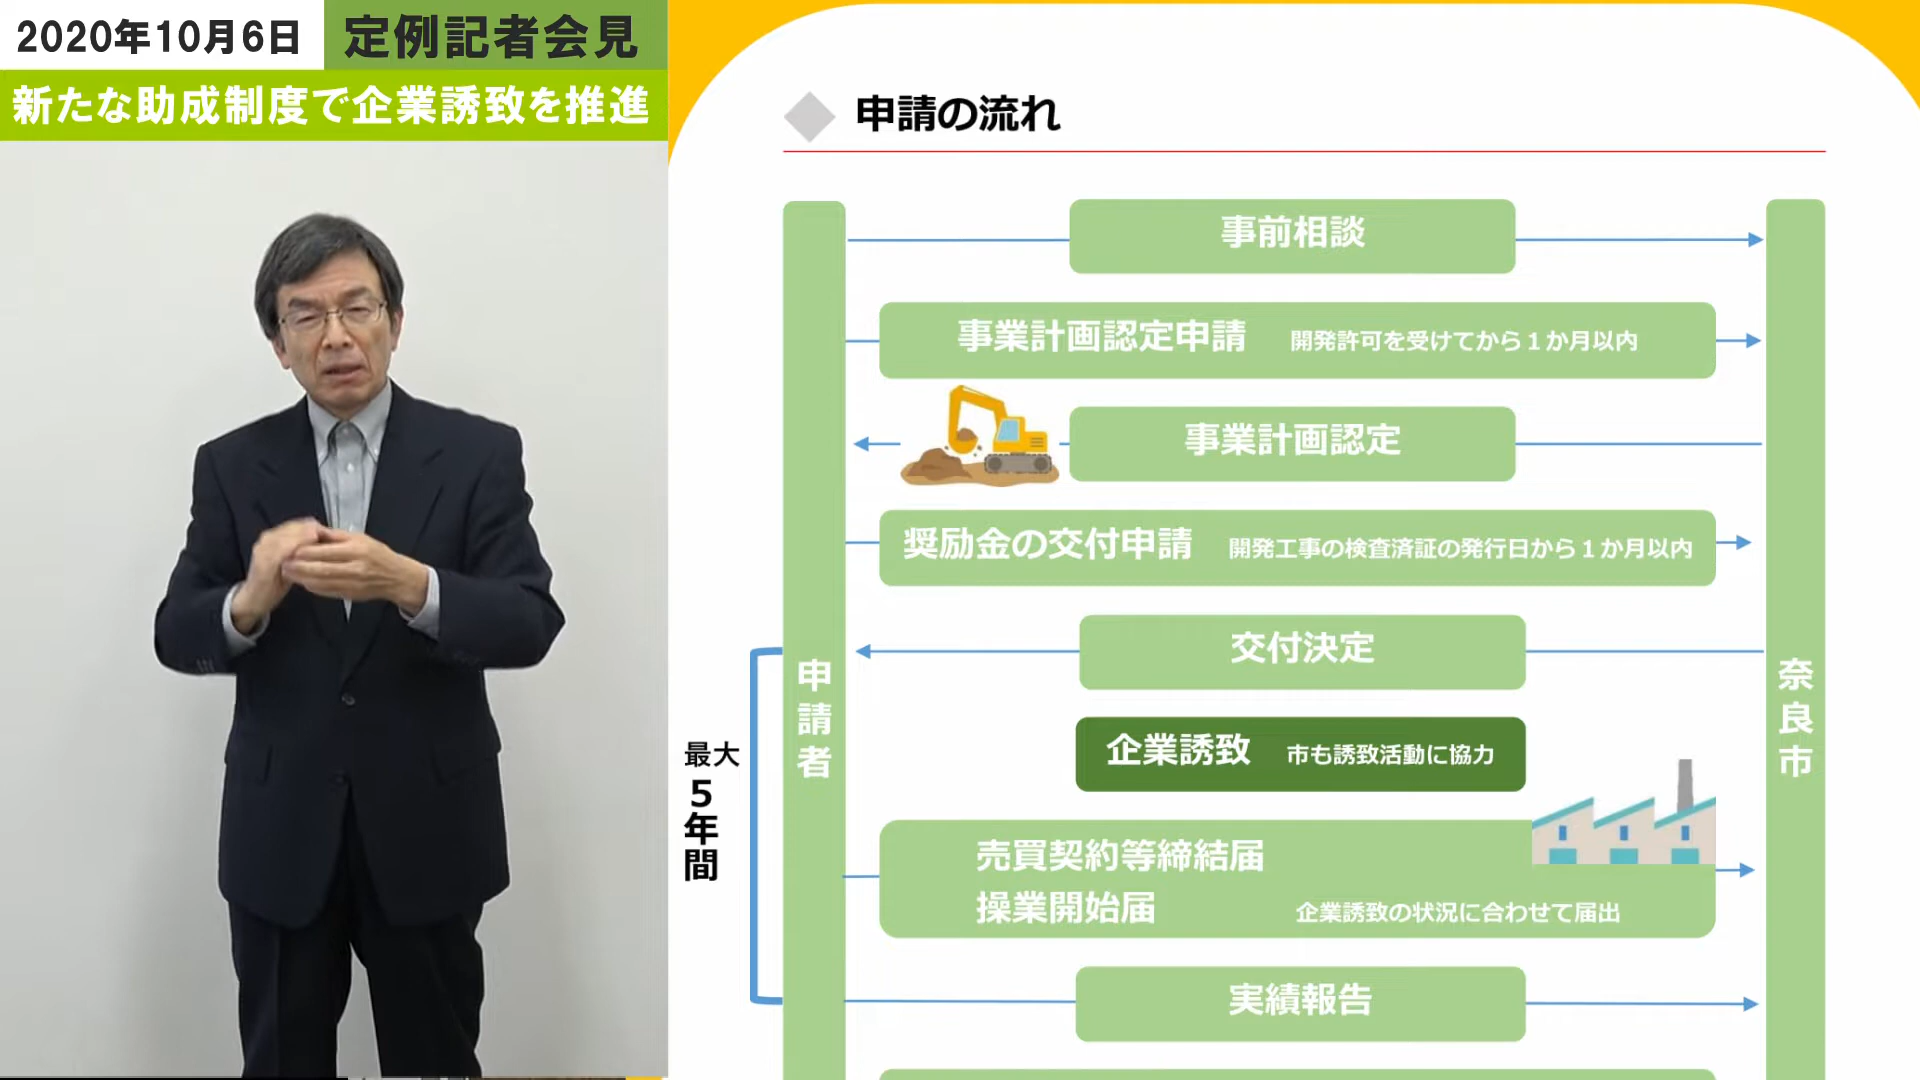 2020年10月6日
定例記者会見
新たな助成制度で企業誘致を推進
申請の流れ
事前相談
事業計画認定申請 開発許可を受けてから1か月以内
事業計画認定
奨励金の交付申請 開発工事の検査済証の発行日から1か月以内
交付決定
企業誘致 市も誘致活動に協力
売買契約等締結届
操業開始届 企業誘致の状況に合わせて届出
実績報告
申請者
奈良市
最大
5年間